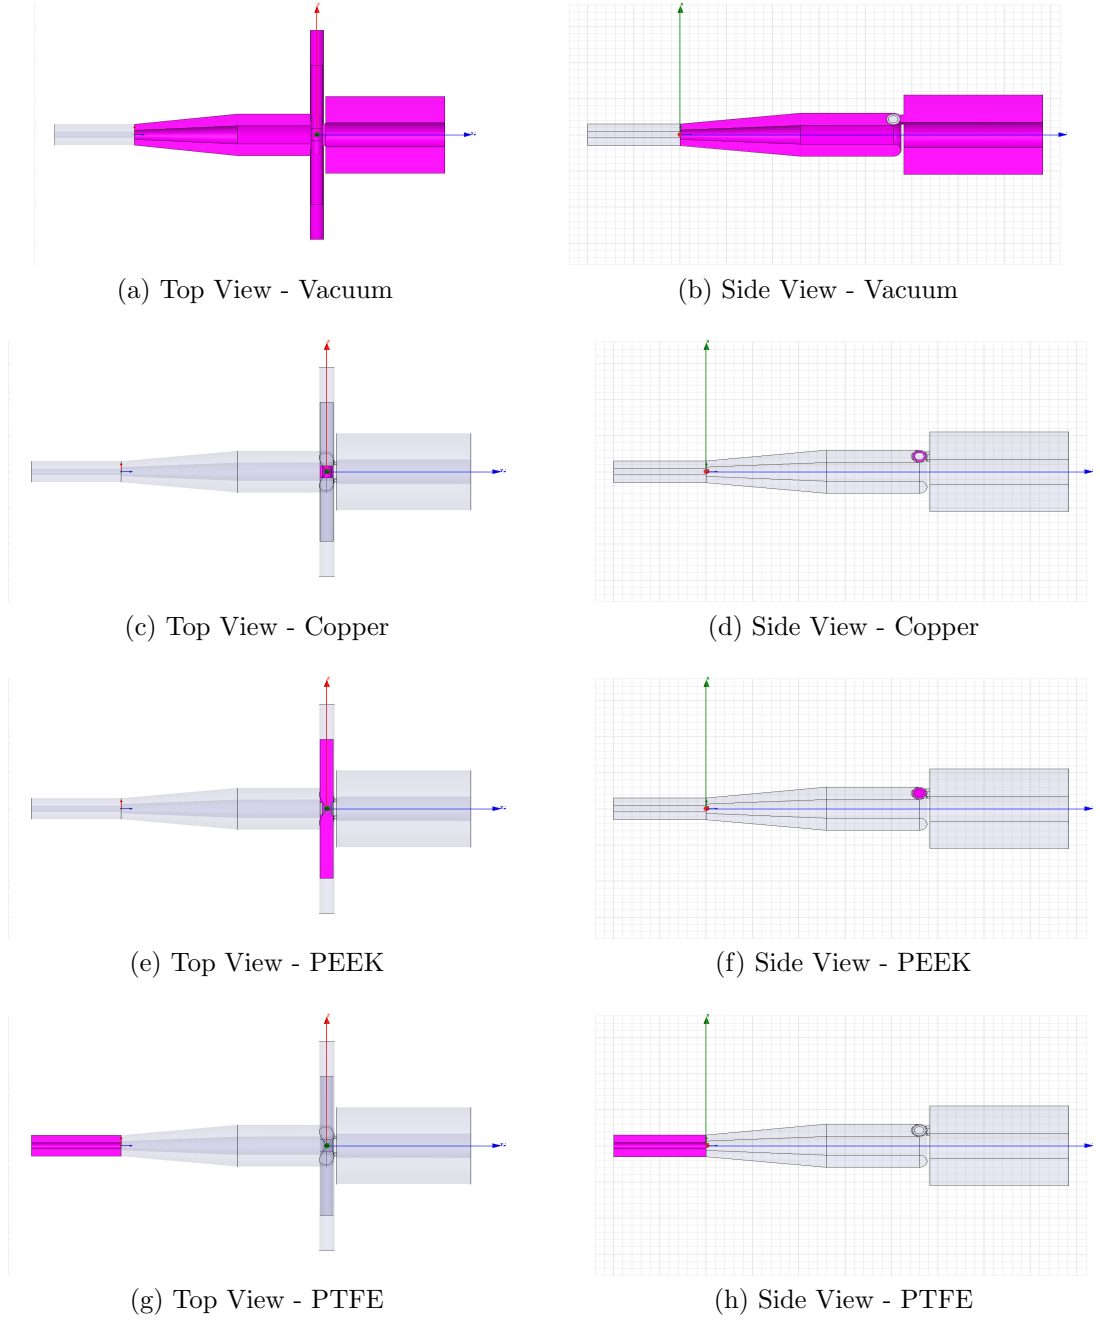 (a) Top View - Vacuum
(b) Side View - Vacuum
(c) Top View - Copper
(d) Side View - Copper
(e) Top View - PEEK
(f) Side View - PEEK
(g) Top View - PTFE
(h) Side View - PTFE